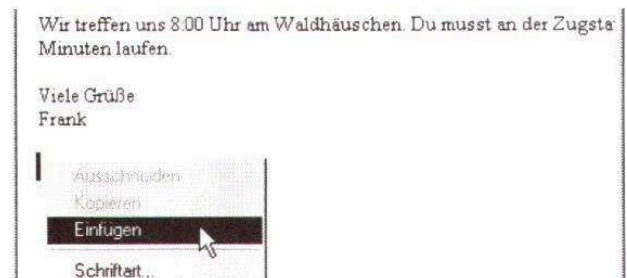 Wir treffen uns 8:00 Uhr am Waldhäuschen. Du musst an der Zugsta
Minuten laufen.
Viele Grüße
Frank
Ausschneiden
Kopieren
Einfügen
Schriftart...